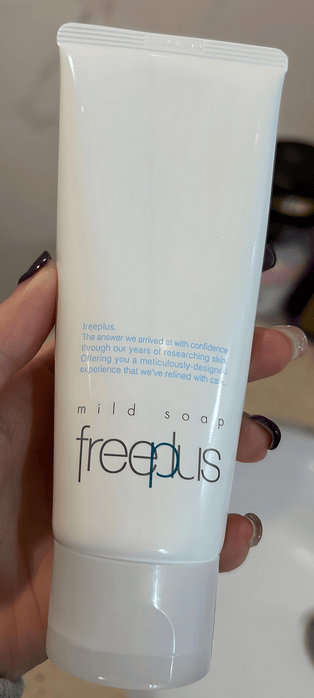 freeplus.
The answer we arrived at with confidence
through our years of researching skin.
Offering you a meticulously-designed
experience that we've refined with care.
mild soap
freeplus